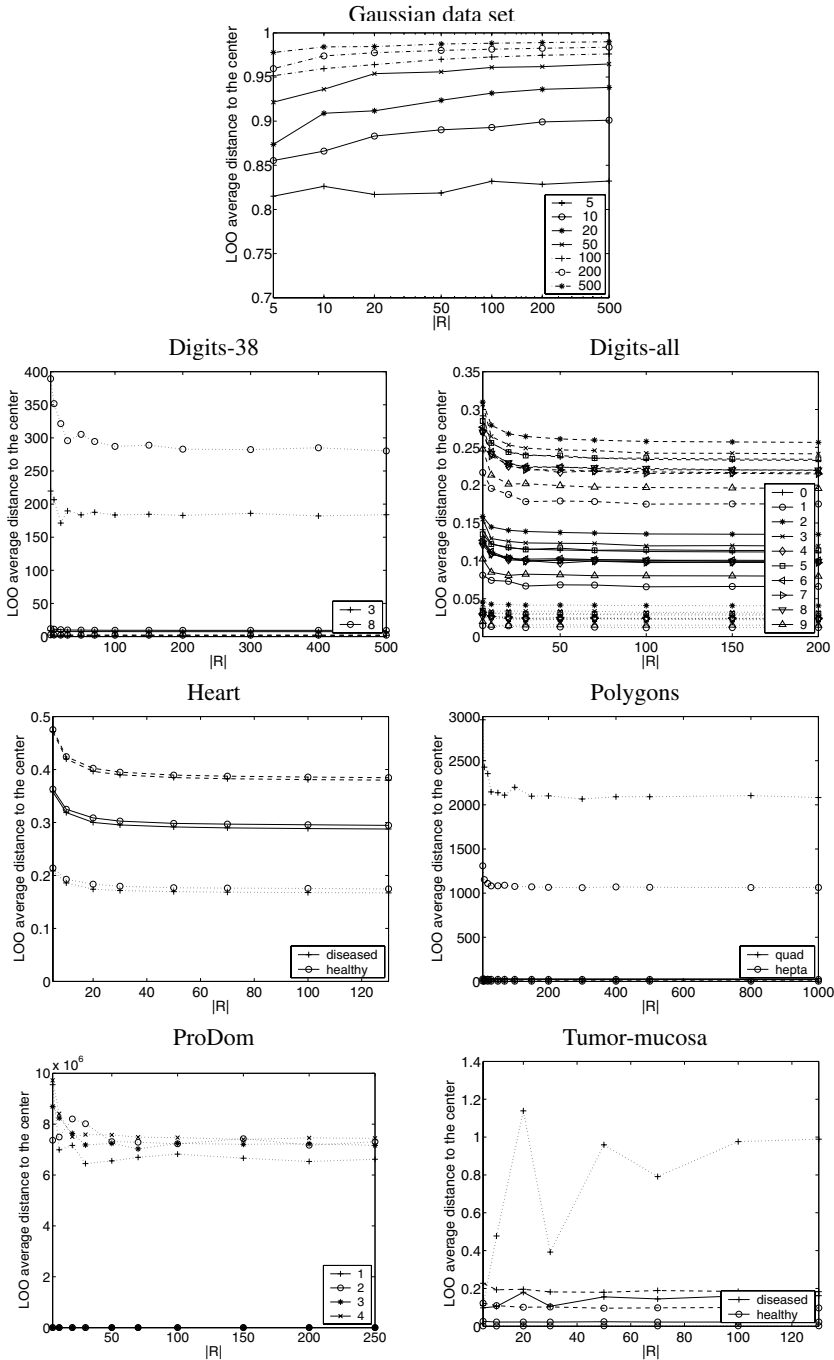 Gaussian data set
LOO average distance to the center
1
0.95
0.9
0.85
0.8
0.75
0.7
5
10
20
50
100
200
500
5 10 20 50 100 200 500
|R|
Digits-38
LOO average distance to the center
400
350
300
250
200
150
100
50
0
3
8
100 200 300 400 500
|R|
Digits-all
LOO average distance to the center
0.35
0.3
0.25
0.2
0.15
0.1
0.05
0
0
1
2
3
4
5
6
7
8
9
50 100 150 200
|R|
Heart
LOO average distance to the center
0.5
0.4
0.3
0.2
0.1
0
diseased
healthy
20 40 60 80 100 120
|R|
Polygons
LOO average distance to the center
3000
2500
2000
1500
1000
500
0
quad
hepta
200 400 600 800 1000
|R|
ProDom
x 10^6
LOO average distance to the center
10
8
6
4
2
0
1
2
3
4
50 100 150 200 250
|R|
Tumor-mucosa
LOO average distance to the center
1.4
1.2
1
0.8
0.6
0.4
0.2
0
diseased
healthy
20 40 60 80 100 120
|R|